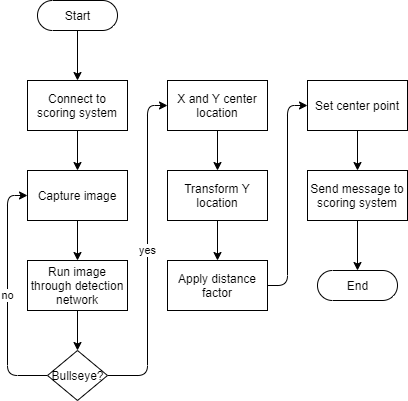 Start
Connect to
scoring system
Capture image
Run image
through detection
network
Bullseye?
no
yes
X and Y center
location
Transform Y
location
Apply distance
factor
Set center point
Send message to
scoring system
End